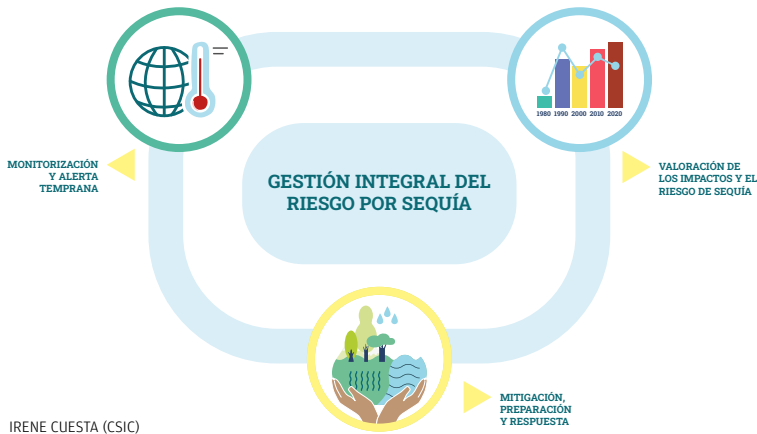 1980 1990 2000 2010 2020
MONITORIZACIÓN
Y ALERTA
TEMPRANA
GESTIÓN INTEGRAL DEL
RIESGO POR SEQUÍA
VALORACIÓN DE
LOS IMPACTOS Y EL
RIESGO DE SEQUÍA
MITIGACIÓN,
PREPARACIÓN
Y RESPUESTA
IRENE CUESTA (CSIC)